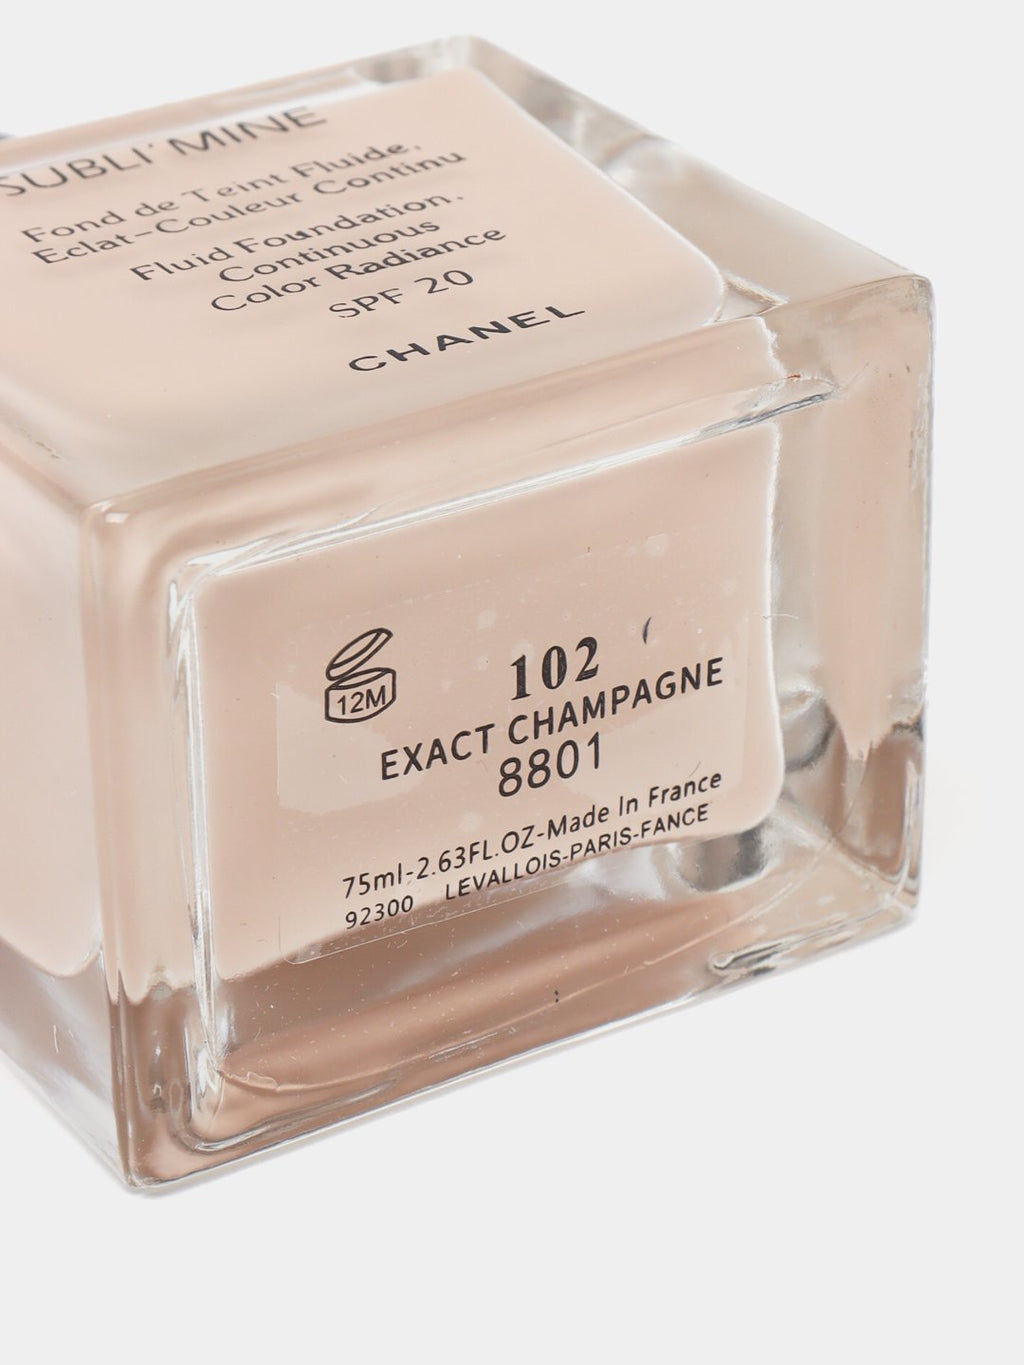 SUBLI'MINE
Fond de Teint Fluide.
Eclat-Couleur Continu
Fluid Foundation.
Continuous
Color Radiance
SPF 20
CHANEL
12M
102
EXACT CHAMPAGNE
8801
75ml-2.63FL.OZ-Made In France
92300 LEVALLOIS-PARIS-FANCE